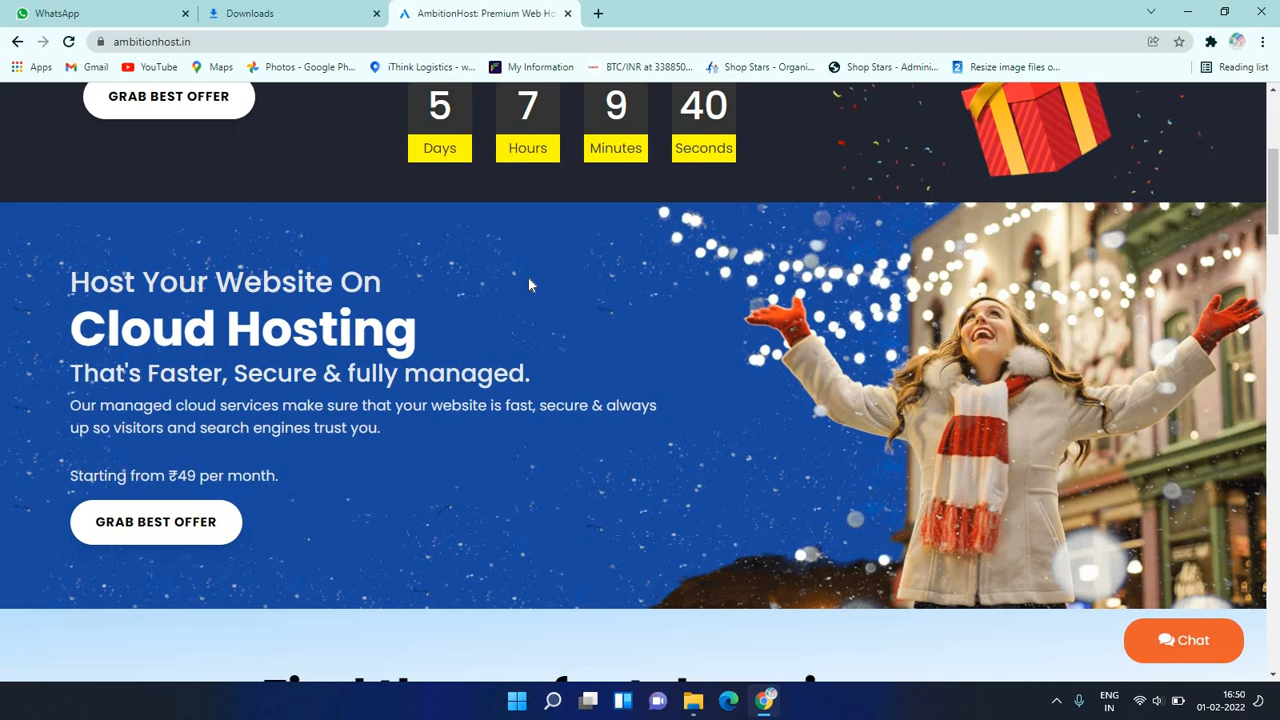 WhatsApp
Downloads
AmbitionHost: Premium Web Ho
ambitionhost.in
Apps
Gmail
YouTube
Maps
Photos - Google Ph...
iThink Logistics - w...
My Information
BTC/INR at 338850...
Shop Stars - Organi...
Shop Stars - Admini...
Resize image files o...
Reading list
GRAB BEST OFFER
5 7 9 40
Days Hours Minutes Seconds
Host Your Website On
Cloud Hosting
That's Faster, Secure & fully managed.
Our managed cloud services make sure that your website is fast, secure & always
up so visitors and search engines trust you.
Starting from ₹49 per month.
GRAB BEST OFFER
Chat
ENG
IN
16:50
01-02-2022